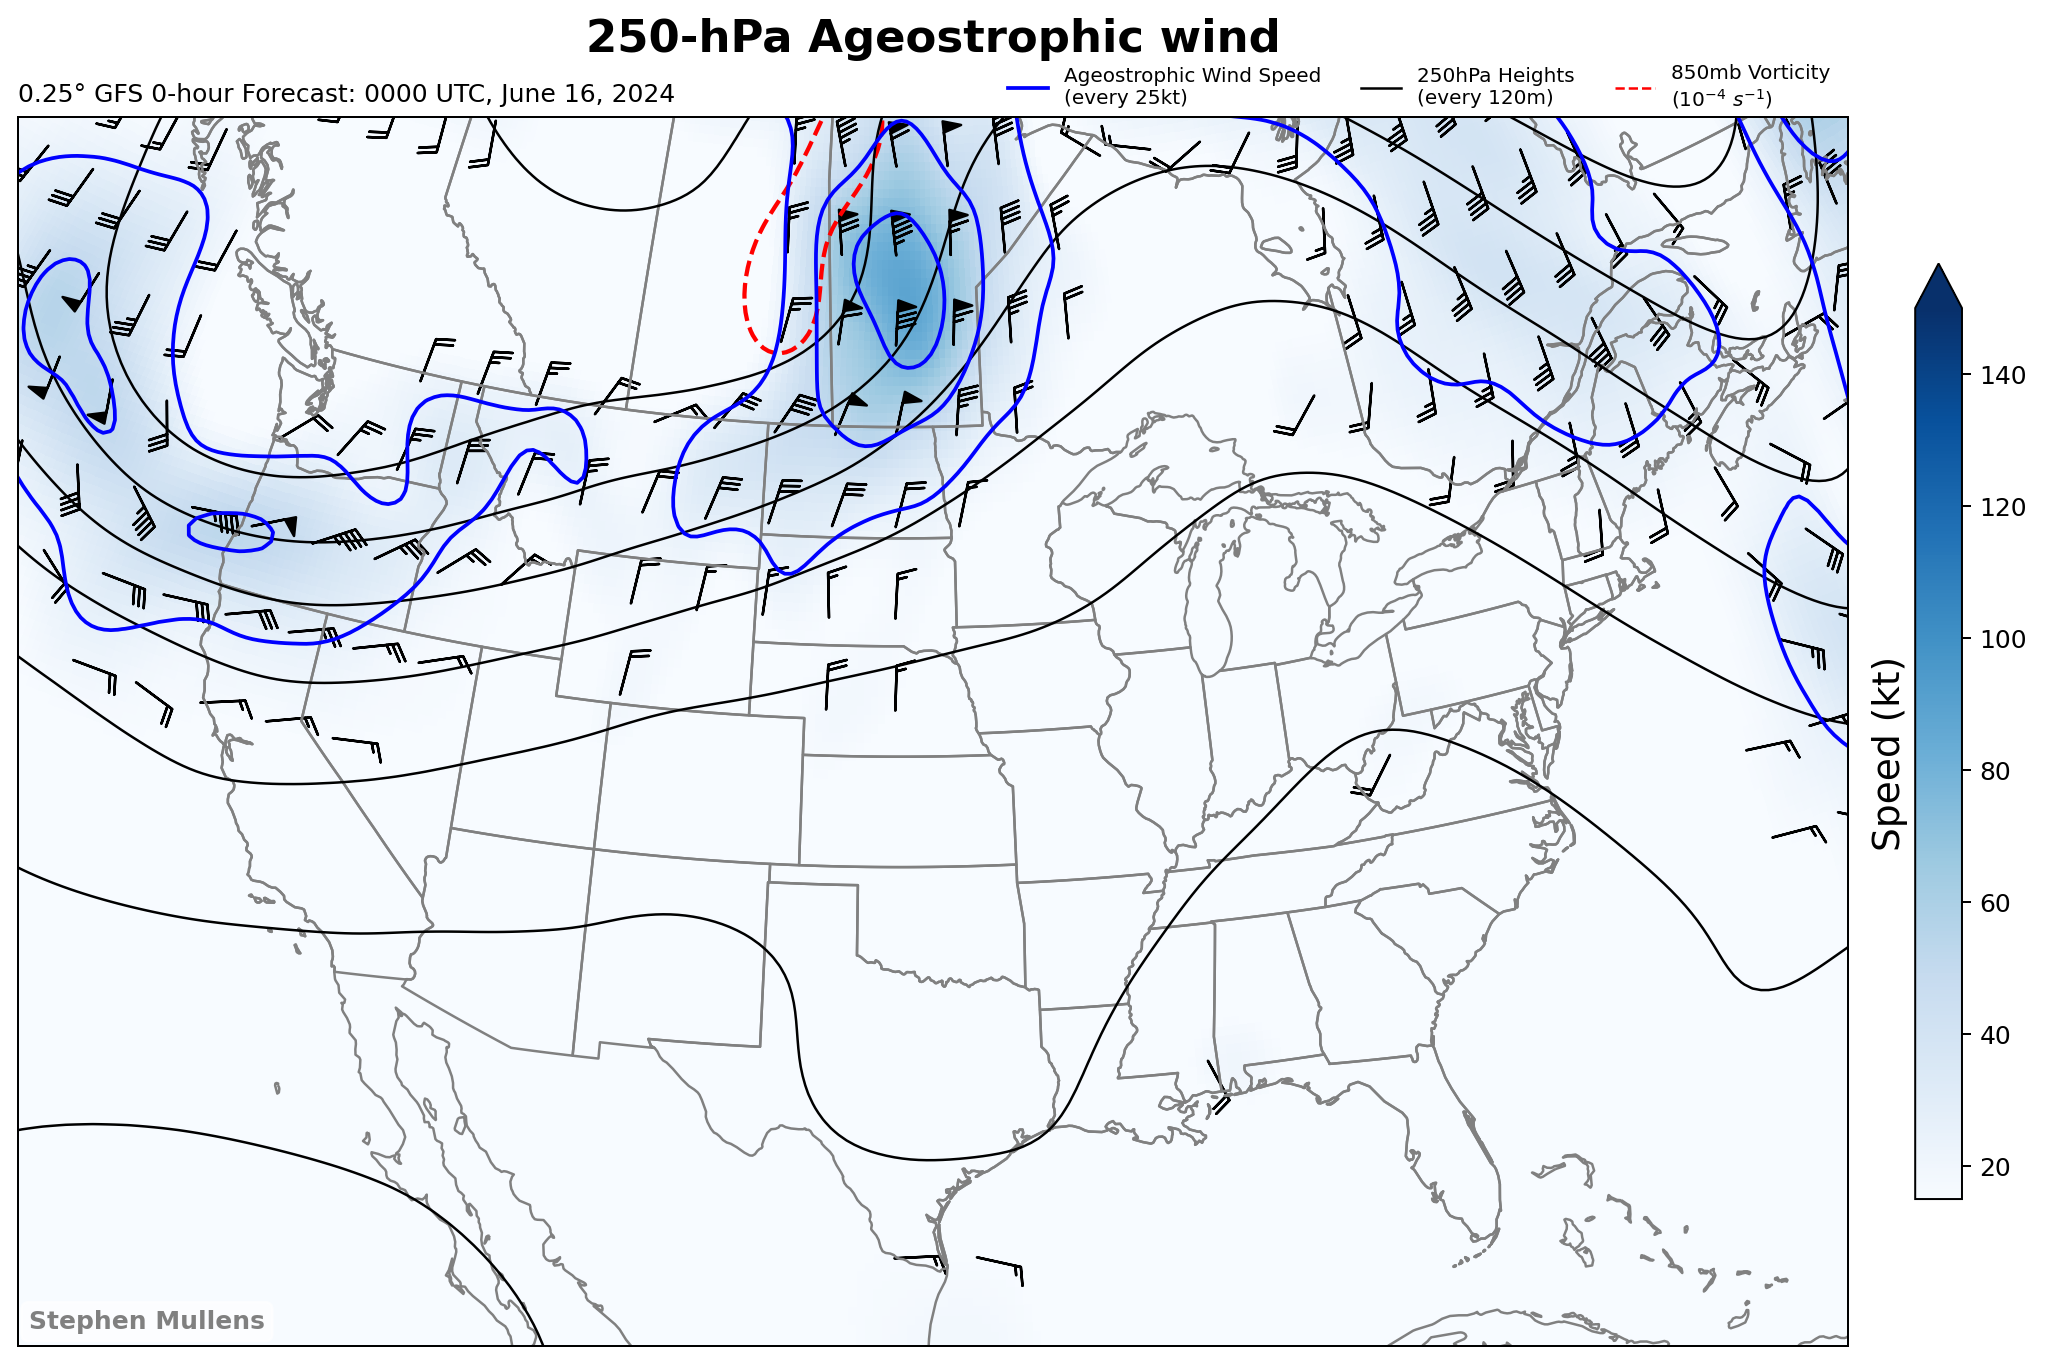 250-hPa Ageostrophic wind
0.25° GFS 0-hour Forecast: 0000 UTC, June 16, 2024
Ageostrophic Wind Speed
(every 25kt)
250hPa Heights
(every 120m)
850mb Vorticity
(10⁻⁴ s⁻¹)
140
120
100
80
60
40
20
Speed (kt)
Stephen Mullens